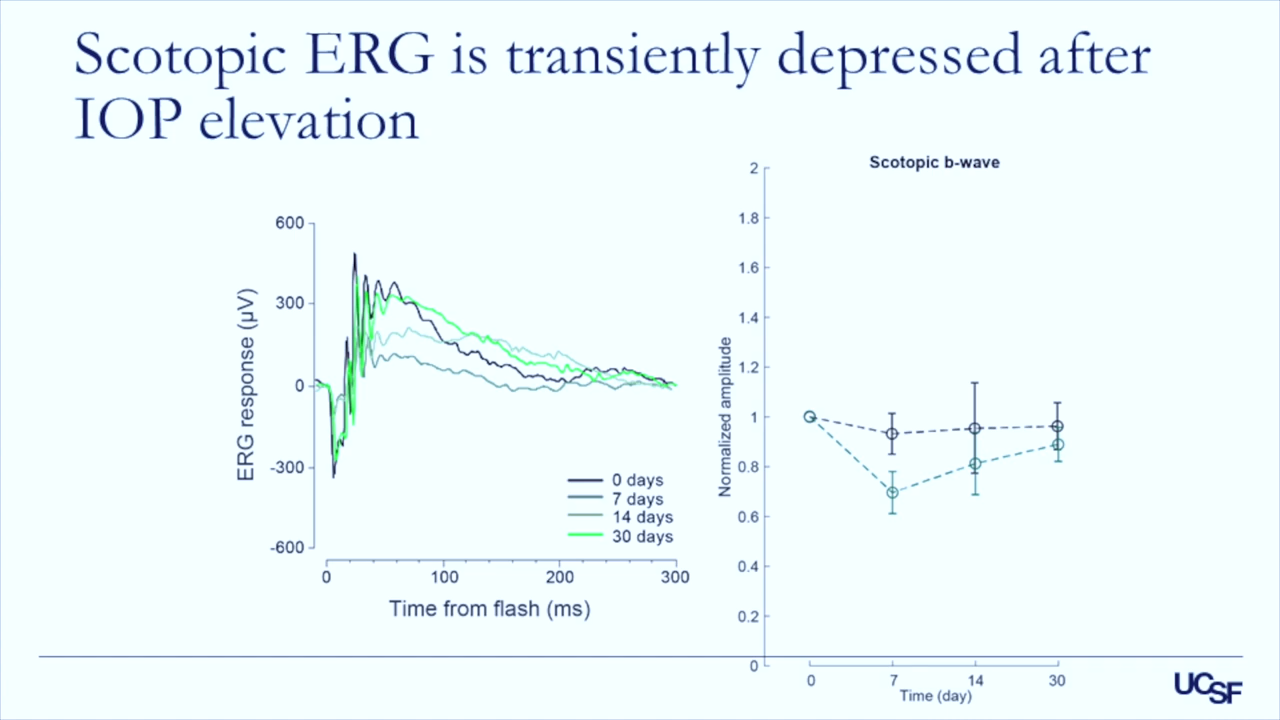 Scotopic ERG is transiently depressed after
IOP elevation
600
300
0
-300
-600
ERG response (µV)
0 days
7 days
14 days
30 days
0
100
200
300
Time from flash (ms)
Scotopic b-wave
2
1.8
1.6
1.4
1.2
1
0.8
0.6
0.4
0.2
0
Normalized amplitude
0
7
14
30
Time (day)
UCSF